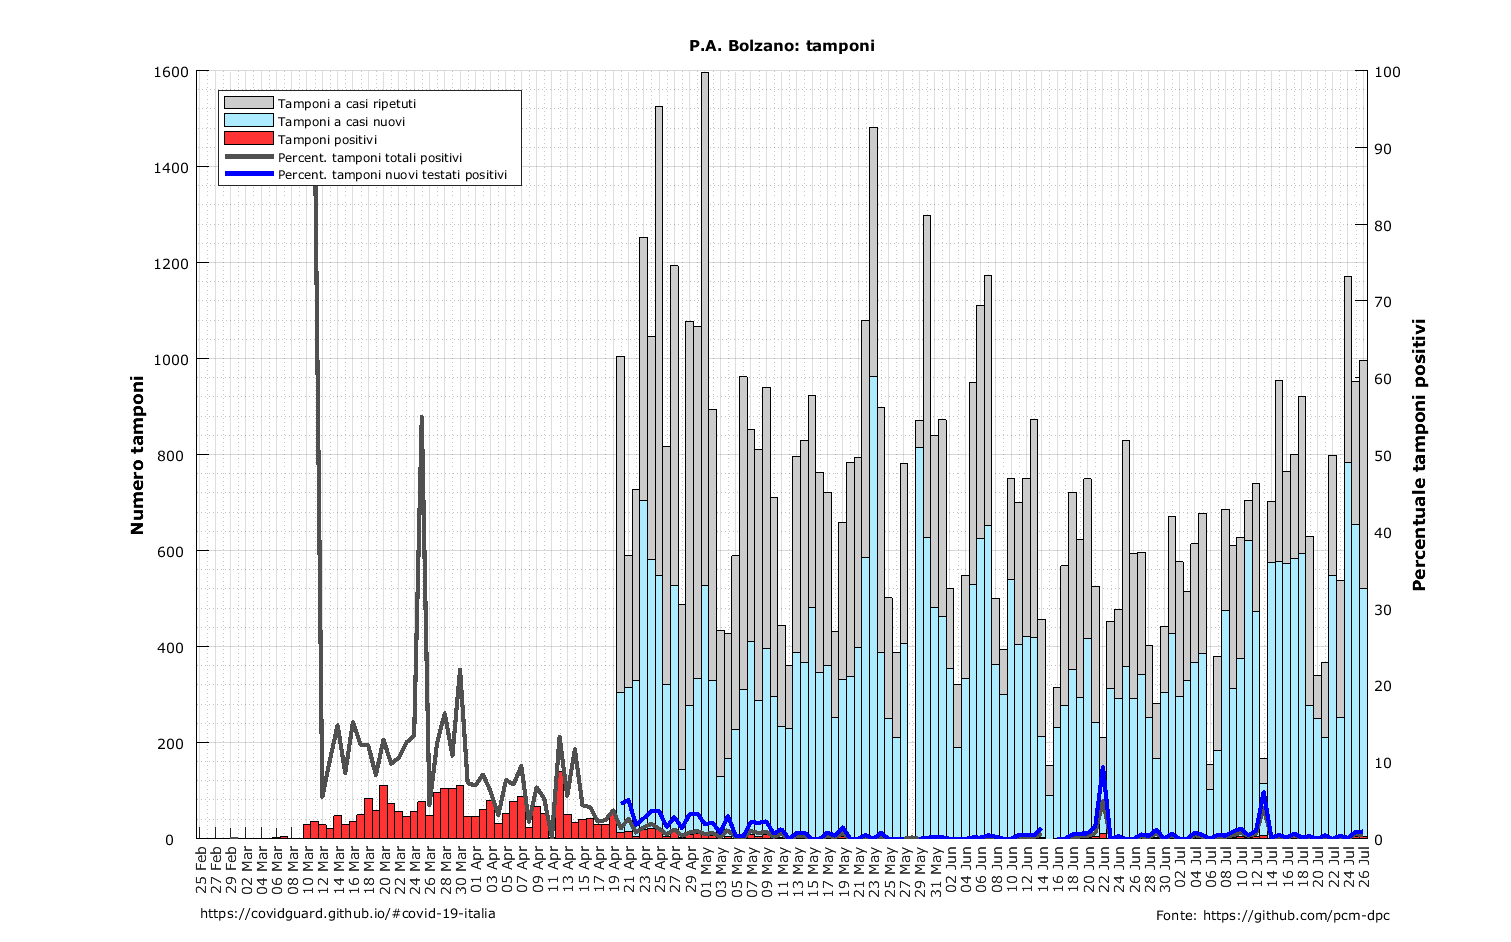 P.A. Bolzano: tamponi
Tamponi a casi ripetuti
Tamponi a casi nuovi
Tamponi positivi
Percent. tamponi totali positivi
Percent. tamponi nuovi testati positivi
Numero tamponi
1600
1400
1200
1000
800
600
400
200
0
100
90
80
70
60
50
40
30
20
10
0
Percentuale tamponi positivi
25 Feb
27 Feb
29 Feb
02 Mar
04 Mar
06 Mar
08 Mar
10 Mar
12 Mar
14 Mar
16 Mar
18 Mar
20 Mar
22 Mar
24 Mar
26 Mar
28 Mar
30 Mar
01 Apr
03 Apr
05 Apr
07 Apr
09 Apr
11 Apr
13 Apr
15 Apr
17 Apr
19 Apr
21 Apr
23 Apr
25 Apr
27 Apr
29 Apr
01 May
03 May
05 May
07 May
09 May
11 May
13 May
15 May
17 May
19 May
21 May
23 May
25 May
27 May
29 May
31 May
02 Jun
04 Jun
06 Jun
08 Jun
10 Jun
12 Jun
14 Jun
16 Jun
18 Jun
20 Jun
22 Jun
24 Jun
26 Jun
28 Jun
30 Jun
02 Jul
04 Jul
06 Jul
08 Jul
10 Jul
12 Jul
14 Jul
16 Jul
18 Jul
20 Jul
22 Jul
24 Jul
26 Jul
https://covidguard.github.io/#covid-19-italia
Fonte: https://github.com/pcm-dpc